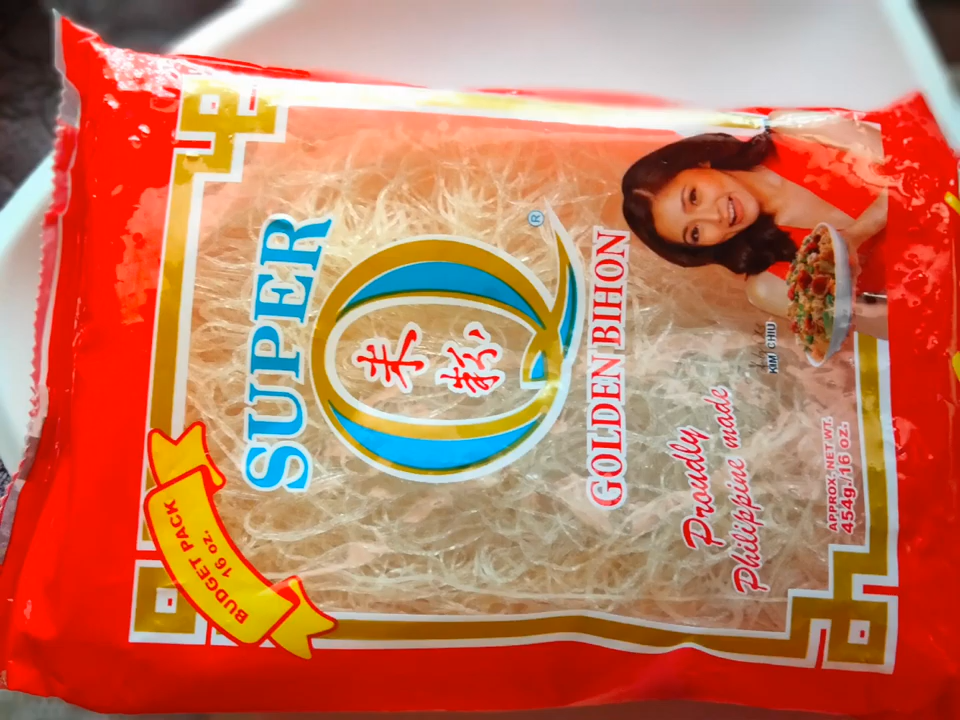 BUDGET PACK
16 oz.
SUPER
Q
®
米粉
GOLDEN BIHON
KIM CHIU
Proudly
Philippine made
APPROX. NET WT.
454g./16 OZ.